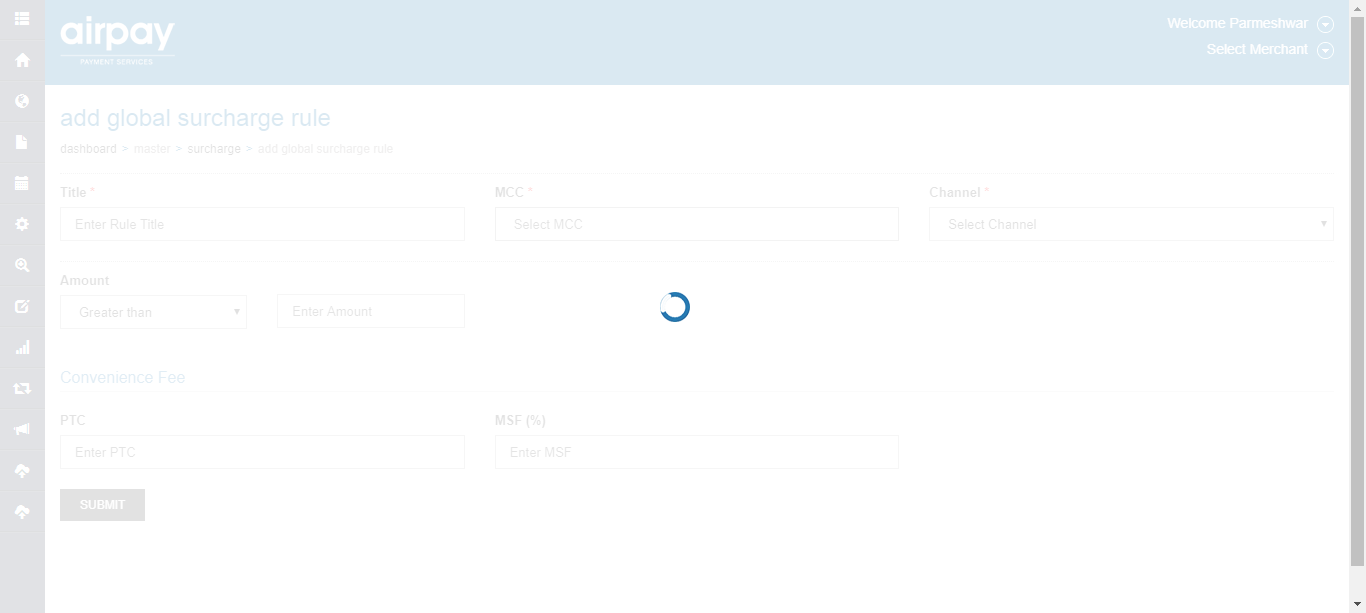 airpay
PAYMENT SERVICES
Welcome Parmeshwar
Select Merchant
add global surcharge rule
dashboard > master > surcharge > add global surcharge rule
Title * MCC * Channel *
Enter Rule Title Select MCC Select Channel
Amount
Greater than Enter Amount
Convenience Fee
PTC MSF (%)
Enter PTC Enter MSF
SUBMIT